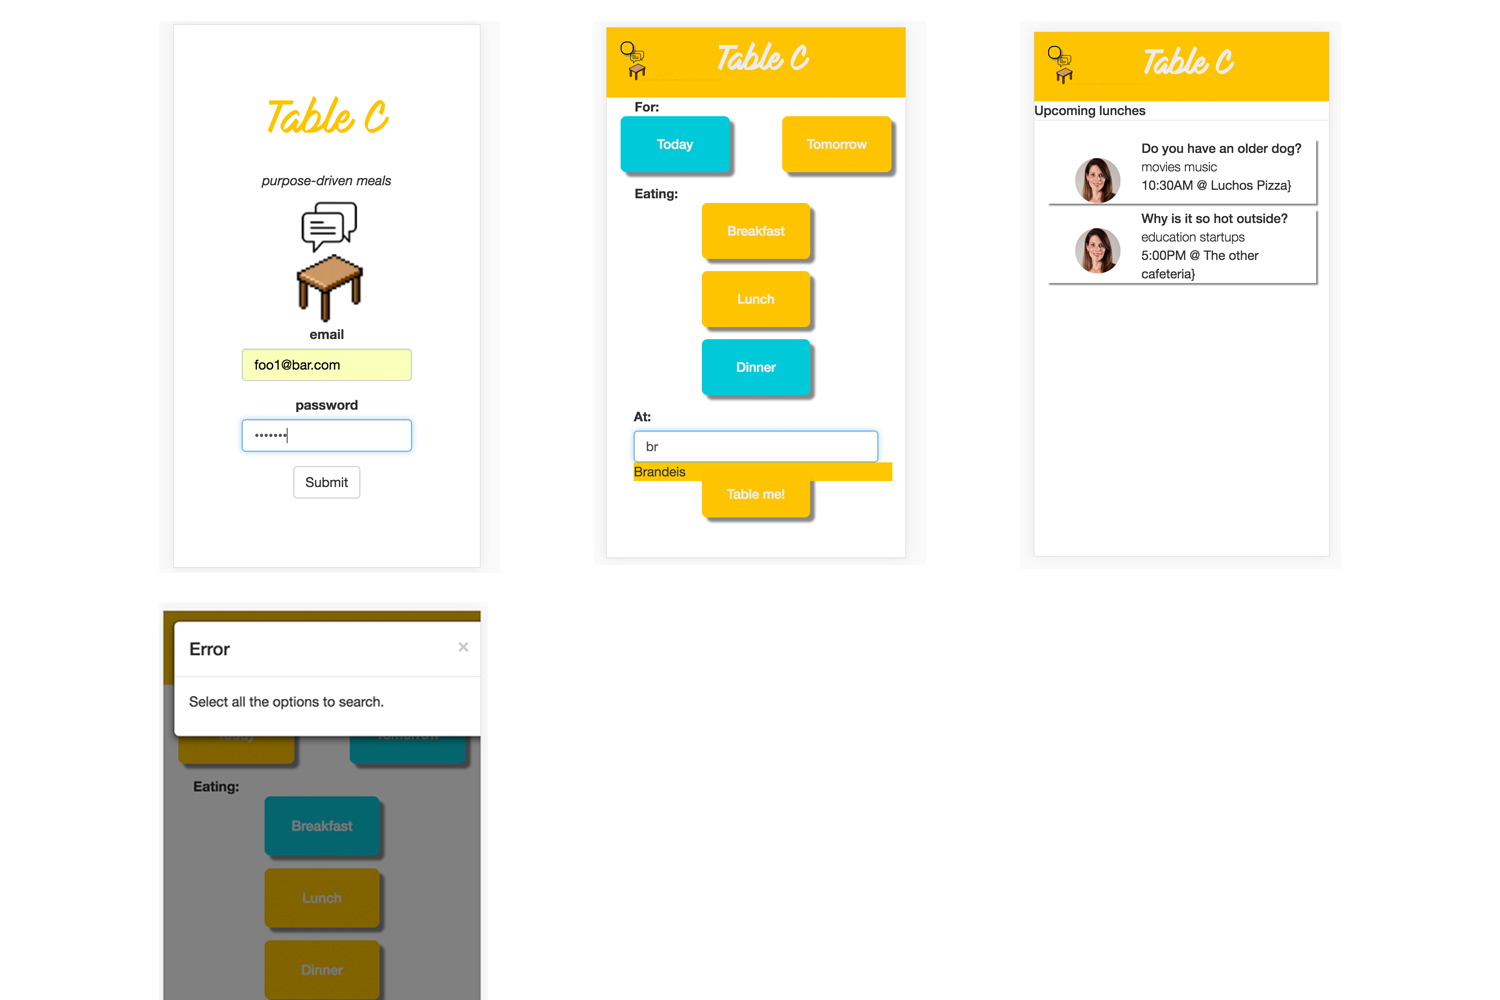 Table C
purpose-driven meals
email
foo1@bar.com
password
•••••••
Submit
Table C
For:
Today
Tomorrow
Eating:
Breakfast
Lunch
Dinner
At:
br
Brandeis
Table me!
Table C
Upcoming lunches
Do you have an older dog?
movies music
10:30AM @ Luchos Pizza}
Why is it so hot outside?
education startups
5:00PM @ The other
cafeteria}
Error
×
Select all the options to search.
Today
Tomorrow
Eating:
Breakfast
Lunch
Dinner